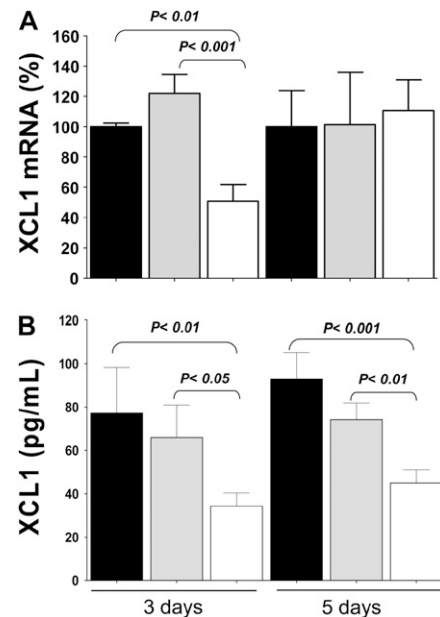 A
P< 0.01
P< 0.001
XCL1 mRNA (%)
160
140
120
100
80
60
40
20
0
B
P< 0.01
P< 0.001
P< 0.05
P< 0.01
XCL1 (pg/mL)
120
100
80
60
40
20
0
3 days
5 days